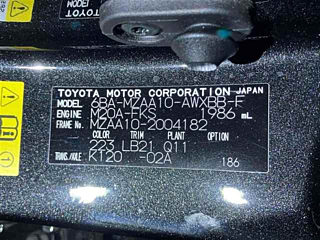 TOYOTA MOTOR CORPORATION JAPAN
MODEL 6BA-MZAA10-AWXBB-F
ENGINE M20A-FKS 1986 mL
FRAME MZAA10-2004182
COLOR TRIM PLANT OPTION
223 LB21 Q11
TRANS./AXLE K120 -02A
186